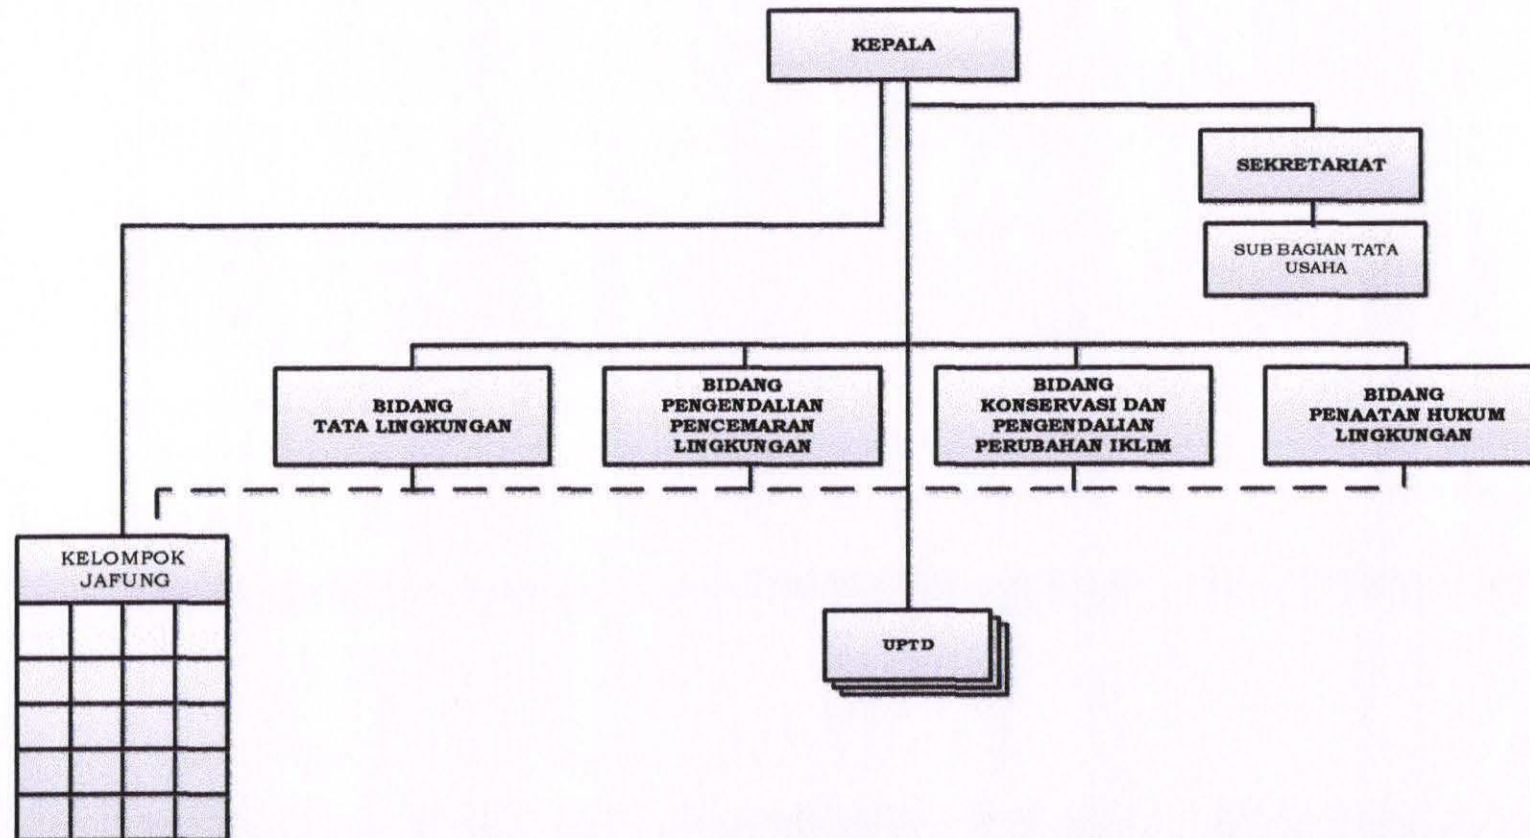 KEPALA
SEKRETARIAT
SUB BAGIAN TATA
USAHA
BIDANG
TATA LINGKUNGAN
BIDANG
PENGENDALIAN
PENCEMARAN
LINGKUNGAN
BIDANG
KONSERVASI DAN
PENGENDALIAN
PERUBAHAN IKLIM
BIDANG
PENAATAN HUKUM
LINGKUNGAN
KELOMPOK
JAFUNG
UPTD